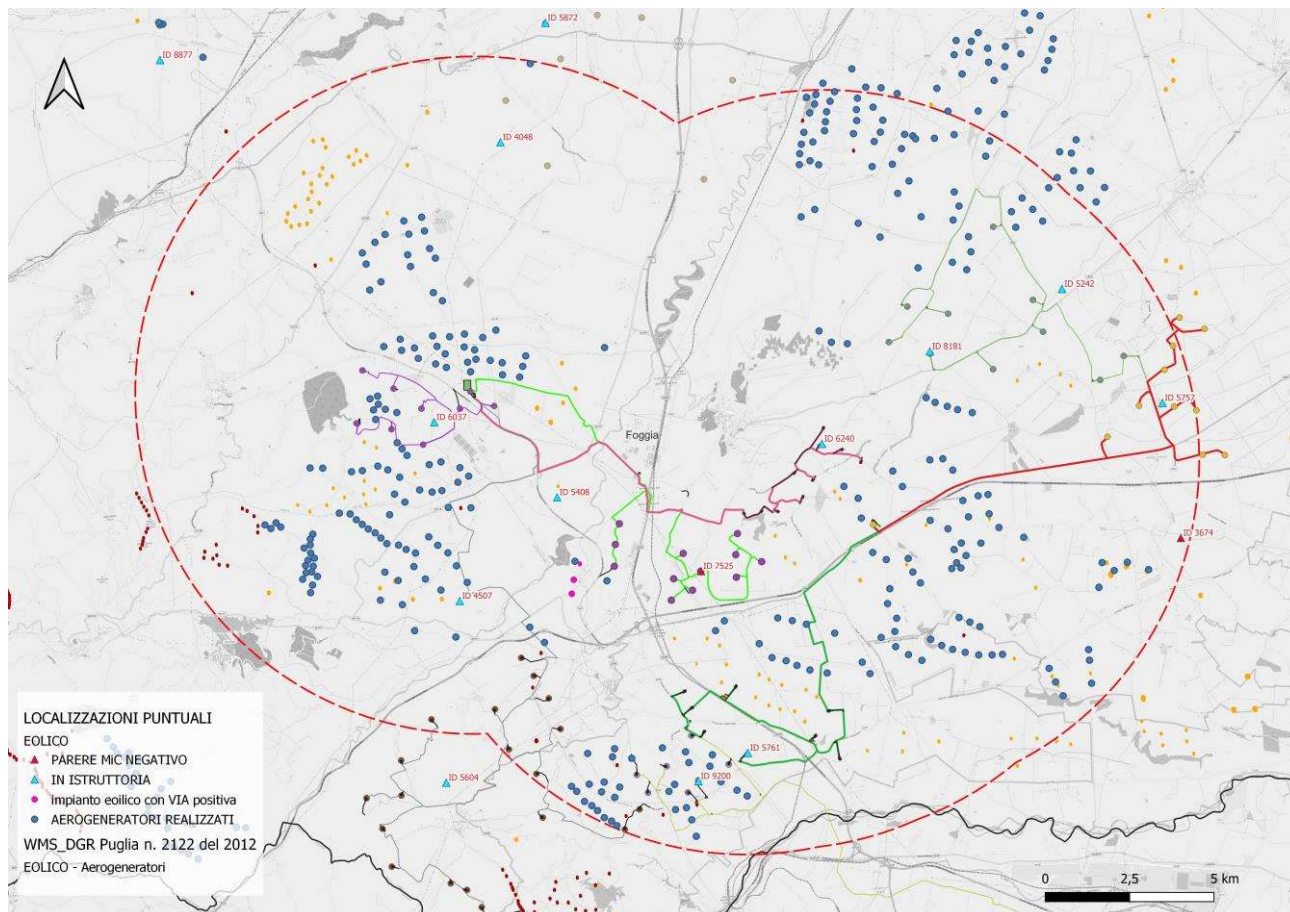 ID 5872
ID 8877
ID 4048
ID 5242
ID 8181
ID 5757
ID 6037
Foggia
ID 6240
ID 5408
ID 3674
ID 7525
ID 4507
LOCALIZZAZIONI PUNTUALI
EOLICO
PARERE MiC NEGATIVO
IN ISTRUTTORIA
impianto eoilico con VIA positiva
AEROGENERATORI REALIZZATI
WMS_DGR Puglia n. 2122 del 2012
EOLICO - Aerogeneratori
ID 5761
ID 5604
ID 9200
0 2,5 5 km